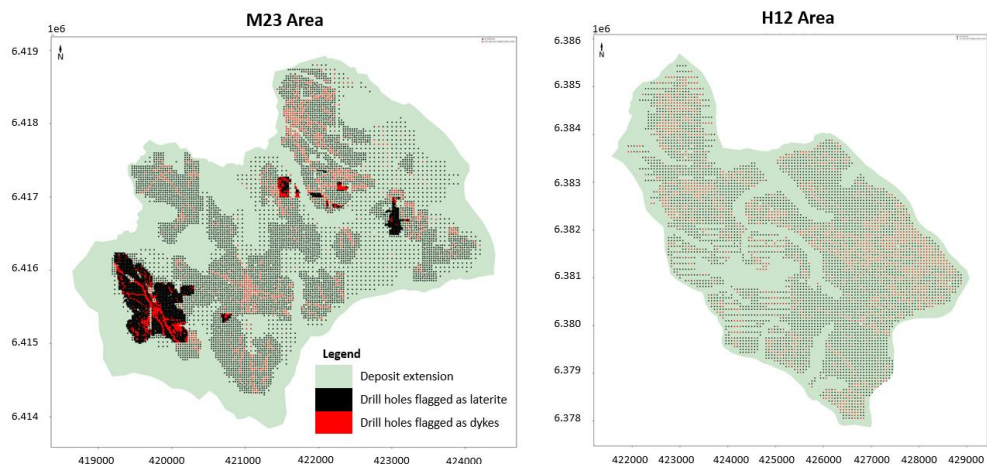 M23 Area
1e6
N
6.419
6.418
6.417
6.416
6.415
6.414
419000 420000 421000 422000 423000 424000
Legend
Deposit extension
Drill holes flagged as laterite
Drill holes flagged as dykes
H12 Area
1e6
N
6.386
6.385
6.384
6.383
6.382
6.381
6.380
6.379
6.378
422000 423000 424000 425000 426000 427000 428000 429000